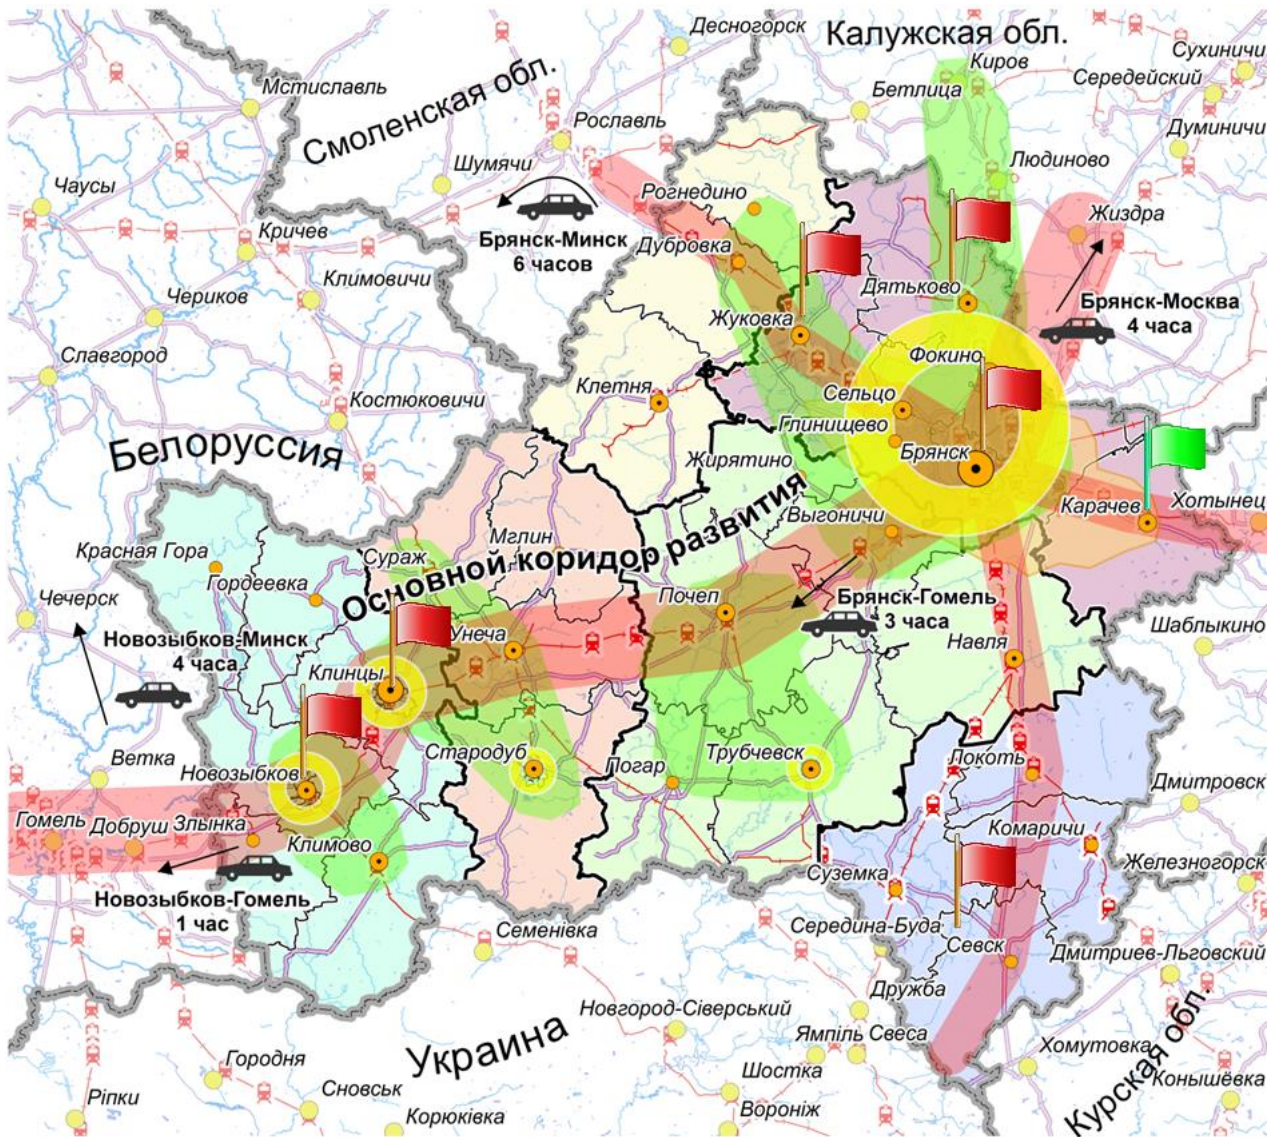 Десногорск
Калужская обл.
Киров
Сухиничи
Середейский
Бетлица
Мстиславль
Смоленская обл.
Рославль
Думиничи
Шумячи
Людиново
Чаусы
Рогнедино
Жиздра
Кричев
Брянск-Минск
6 часов
Дубровка
Климовичи
Дятьково
Чериков
Брянск-Москва
4 часа
Жуковка
Славгород
Фокино
Клетня
Сельцо
Костюковичи
Глинищево
Белоруссия
Брянск
Жирятино
Карачев
Хотынец
Выгоничи
Мглин
Красная Гора
Сураж
Гордеевка
Основной коридор развития
Чечерск
Почеп
Брянск-Гомель
3 часа
Шаблыкино
Новозыбков-Минск
4 часа
Унеча
Навля
Клинцы
Ветка
Стародуб
Трубчевск
Локоть
Новозыбков
Погар
Дмитровск
Гомель
Добруш
Злынка
Климово
Комаричи
Железногорск
Суземка
Новозыбков-Гомель
1 час
Семенівка
Середина-Буда
Севск
Дмитриев-Льговский
Дружба
Новгород-Сіверський
Украина
Ямпіль
Свеса
Хомутовка
Городня
Курская обл.
Шостка
Сновськ
Конышёвка
Ріпки
Корюківка
Вороніж